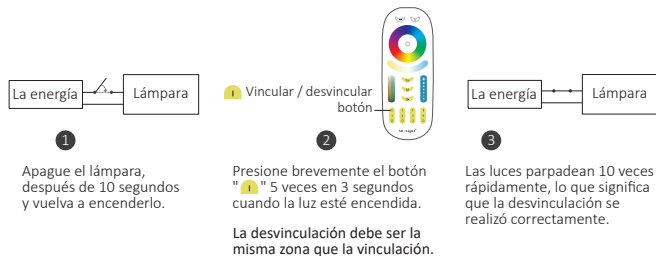 La energía
Lámpara
1
Apague el lámpara,
después de 10 segundos
y vuelva a encenderlo.
Vincular / desvincular
botón
2
Presione brevemente el botón
" I " 5 veces en 3 segundos
cuando la luz esté encendida.
La desvinculación debe ser la
misma zona que la vinculación.
La energía
Lámpara
3
Las luces parpadean 10 veces
rápidamente, lo que significa
que la desvinculación se
realizó correctamente.